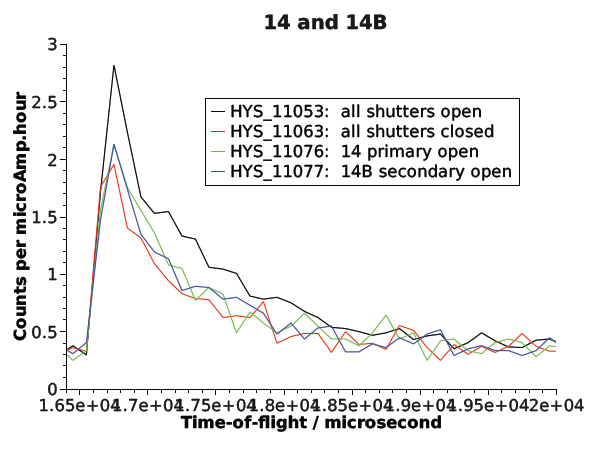 14 and 14B
3
2.5
2
1.5
1
0.5
0
Counts per microAmp.hour
HYS_11053: all shutters open
HYS_11063: all shutters closed
HYS_11076: 14 primary open
HYS_11077: 14B secondary open
1.65e+04 1.7e+04 1.75e+04 1.8e+04 1.85e+04 1.9e+04 1.95e+04 2e+04
Time-of-flight / microsecond